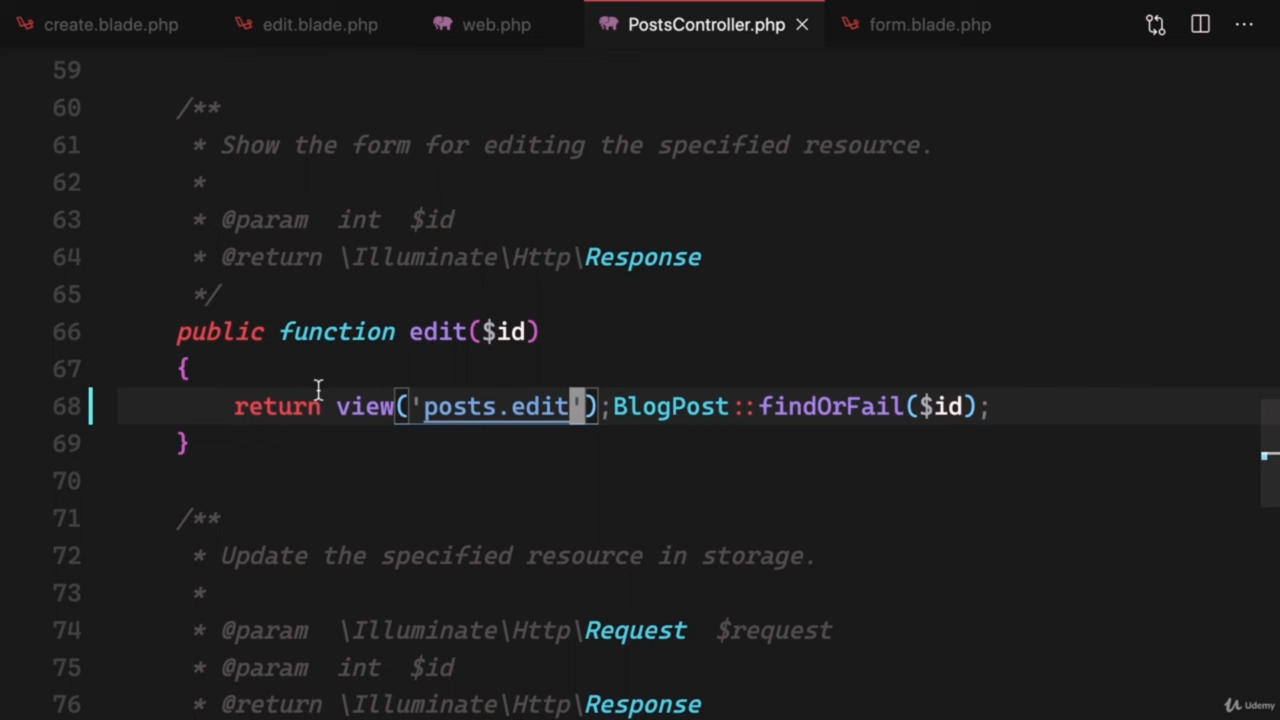 create.blade.php edit.blade.php web.php PostsController.php form.blade.php
59
60 /**
61 * Show the form for editing the specified resource.
62 *
63 * @param int $id
64 * @return \Illuminate\Http\Response
65 */
66 public function edit($id)
67 {
68 return view('posts.edit');BlogPost::findOrFail($id);
69 }
70
71 /**
72 * Update the specified resource in storage.
73 *
74 * @param \Illuminate\Http\Request $request
75 * @param int $id
76 * @return \Illuminate\Http\Response
Udemy